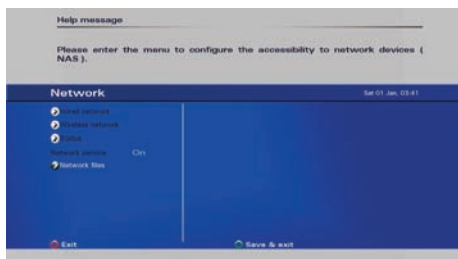 Help message
Please enter the menu to configure the accessibility to network devices (
NAS ).
Network
Sat 01 Jan, 03:41
Wired network
Wireless network
Status
Network service On
Network files
Exit
Save & exit